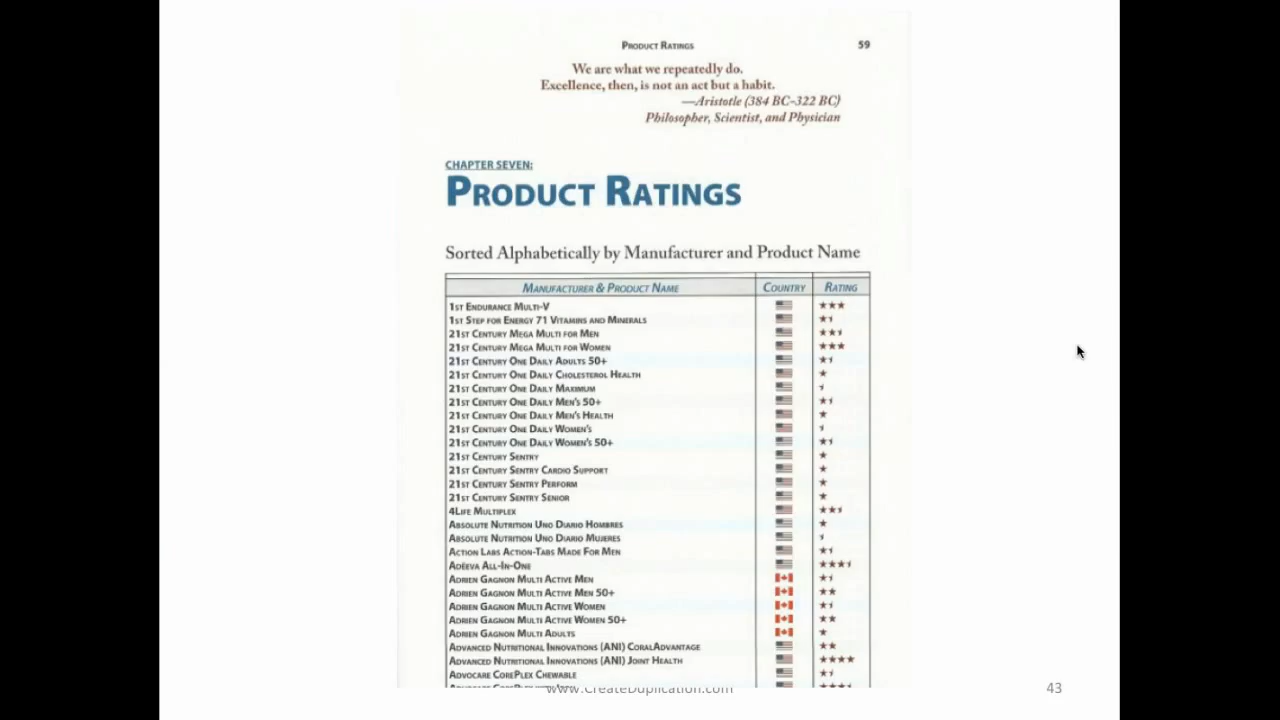 PRODUCT RATINGS 59
We are what we repeatedly do.
Excellence, then, is not an act but a habit.
—Aristotle (384 BC–322 BC)
Philosopher, Scientist, and Physician
CHAPTER SEVEN:
PRODUCT RATINGS
Sorted Alphabetically by Manufacturer and Product Name
MANUFACTURER & PRODUCT NAME COUNTRY RATING
1ST ENDURANCE MULTI-V
1ST STEP FOR ENERGY 71 VITAMINS AND MINERALS
21ST CENTURY MEGA MULTI FOR MEN
21ST CENTURY MEGA MULTI FOR WOMEN
21ST CENTURY ONE DAILY ADULTS 50+
21ST CENTURY ONE DAILY CHOLESTEROL HEALTH
21ST CENTURY ONE DAILY MAXIMUM
21ST CENTURY ONE DAILY MEN'S 50+
21ST CENTURY ONE DAILY MEN'S HEALTH
21ST CENTURY ONE DAILY WOMEN'S
21ST CENTURY ONE DAILY WOMEN'S 50+
21ST CENTURY SENTRY
21ST CENTURY SENTRY CARDIO SUPPORT
21ST CENTURY SENTRY PERFORM
21ST CENTURY SENTRY SENIOR
4LIFE MULTIPLEX
ABSOLUTE NUTRITION UNO DIARIO HOMBRES
ABSOLUTE NUTRITION UNO DIARIO MUJERES
ACTION LABS ACTION-TABS MADE FOR MEN
ADEEVA ALL-IN-ONE
ADRIEN GAGNON MULTI ACTIVE MEN
ADRIEN GAGNON MULTI ACTIVE MEN 50+
ADRIEN GAGNON MULTI ACTIVE WOMEN
ADRIEN GAGNON MULTI ACTIVE WOMEN 50+
ADRIEN GAGNON MULTI ADULTS
ADVANCED NUTRITIONAL INNOVATIONS (ANI) CORALADVANTAGE
ADVANCED NUTRITIONAL INNOVATIONS (ANI) JOINT HEALTH
ADVOCARE COREPLEX CHEWABLE
www.CreateDuplication.com 43